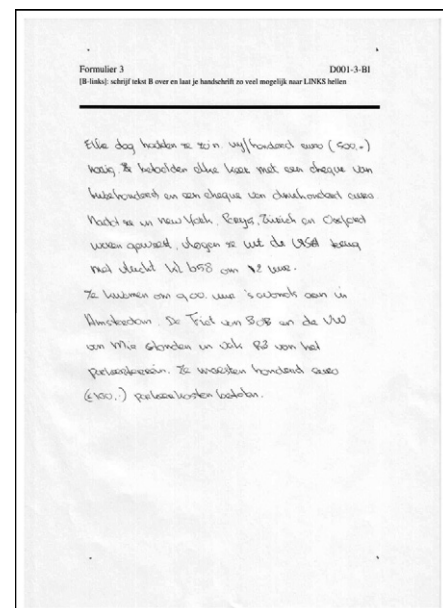 Formulier 3 D001-3-BI
[B-links]: schrijf tekst B over en laat je handschrift zo veel mogelijk naar LINKS hellen
Elke dag hadden ze zo'n vijfhonderd euro (500,-)
nodig. Ze betaalden elke keer met een cheque van
tweehonderd en een cheque van driehonderd euro
Nadat ze in new York, Parijs, Zürich en Oxford
waren geweest, vlogen ze uit de USA terug
met vlucht KL 658 om 12 uur.
Ze kwamen om 9.00 uur 's avonds aan in
Amsterdam. De Fiat van BOB en de VW
van Mia stonden in vak R3 van het
parkeerterrein. Ze moesten honderd euro
(€100,-) parkeerkosten betalen.